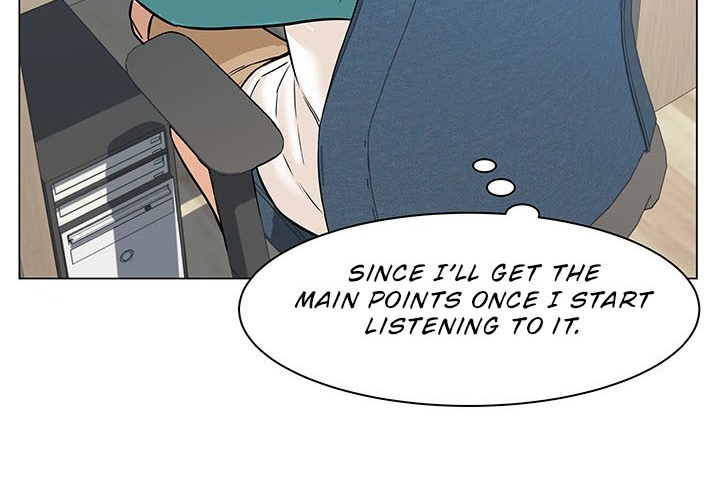 SINCE I'LL GET THE
MAIN POINTS ONCE I START
LISTENING TO IT.